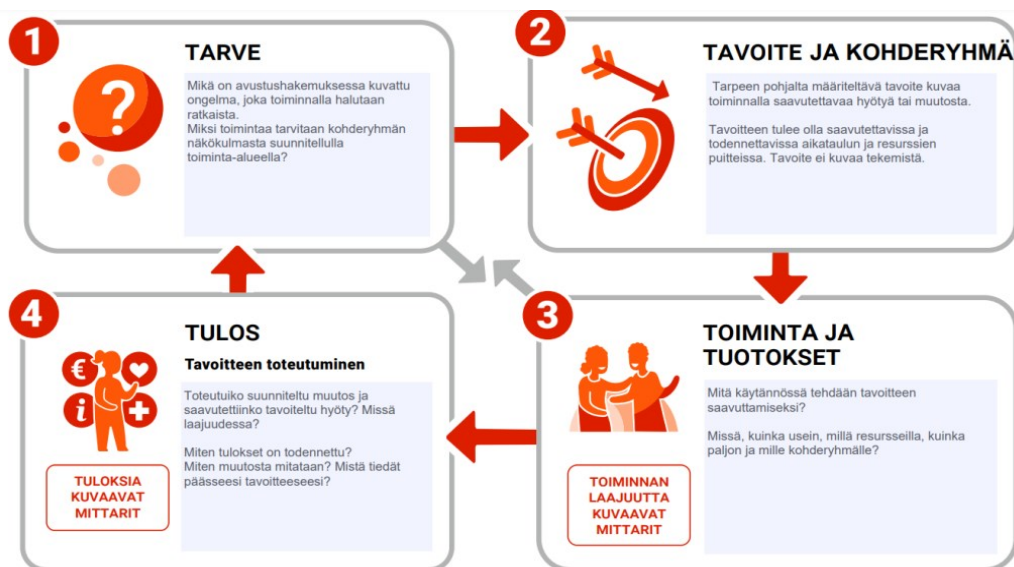 1
TARVE
Mikä on avustushakemuksessa kuvattu
ongelma, joka toiminnalla halutaan
ratkaista.
Miksi toimintaa tarvitaan kohderyhmän
näkökulmasta suunnitellulla
toiminta-alueella?
?
2
TAVOITE JA KOHDERYHMÄ
Tarpeen pohjalta määriteltävä tavoite kuvaa
toiminnalla saavutettavaa hyötyä tai muutosta.
Tavoitteen tulee olla saavutettavissa ja
todennettavissa aikataulun ja resurssien
puitteissa. Tavoite ei kuvaa tekemistä.
3
TOIMINTA JA
TUOTOKSET
Mitä käytännössä tehdään tavoitteen
saavuttamiseksi?
Missä, kuinka usein, millä resursseilla, kuinka
paljon ja mille kohderyhmälle?
TOIMINNAN
LAAJUUTTA
KUVAAVAT
MITTARIT
4
TULOS
Tavoitteen toteutuminen
€
i
Toteutuiko suunniteltu muutos ja
saavutettiinko tavoiteltu hyöty? Missä
laajuudessa?
Miten tulokset on todennettu?
Miten muutosta mitataan? Mistä tiedät
päässeesi tavoitteeseesi?
TULOKSIA
KUVAAVAT
MITTARIT